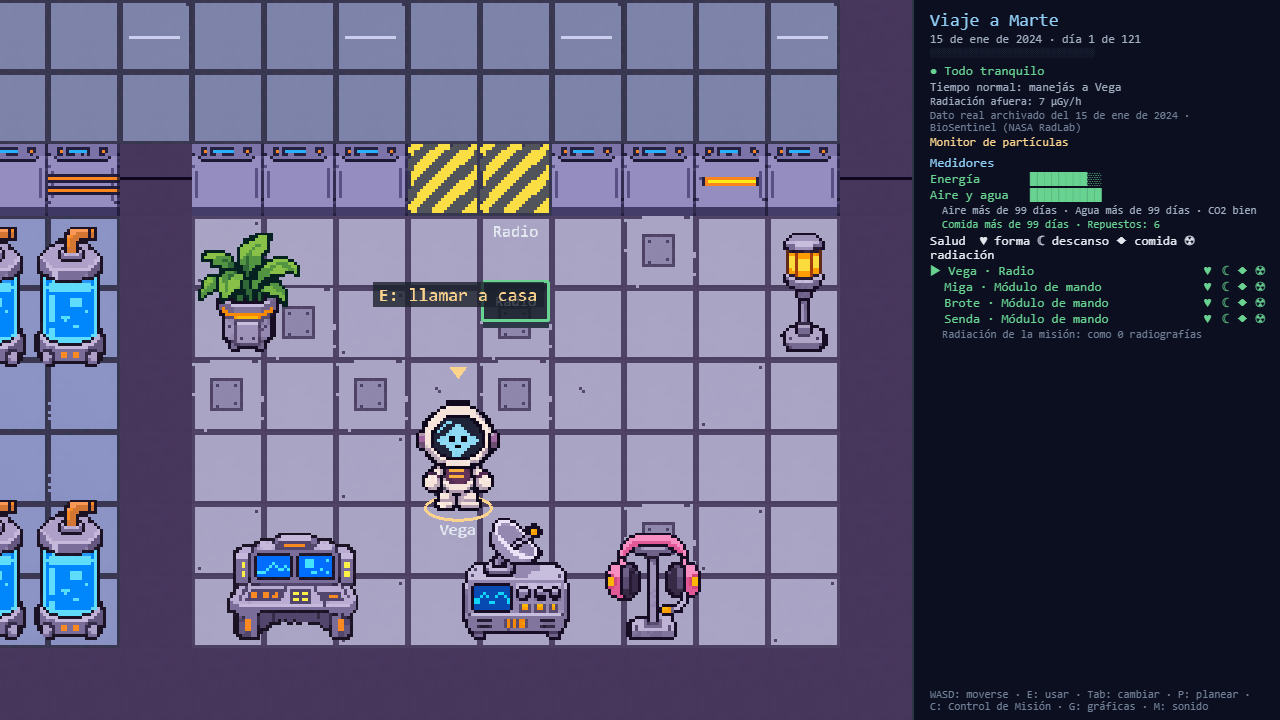 Viaje a Marte
15 de ene de 2024 · día 1 de 121
● Todo tranquilo
Tiempo normal: manejás a Vega
Radiación afuera: 7 µGy/h
Dato real archivado del 15 de ene de 2024 ·
BioSentinel (NASA RadLab)
Monitor de partículas
Medidores
Energía
Aire y agua
Aire más de 99 días · Agua más de 99 días · CO2 bien
Comida más de 99 días · Repuestos: 6
Salud ♥ forma ☾ descanso ◆ comida ☢
radiación
▶ Vega · Radio ♥ ☾ ◆ ☢
Miga · Módulo de mando ♥ ☾ ◆ ☢
Brote · Módulo de mando ♥ ☾ ◆ ☢
Senda · Módulo de mando ♥ ☾ ◆ ☢
Radiación de la misión: como 0 radiografías
Radio
E: llamar a casa
Vega
WASD: moverse · E: usar · Tab: cambiar · P: planear ·
C: Control de Misión · G: gráficas · M: sonido